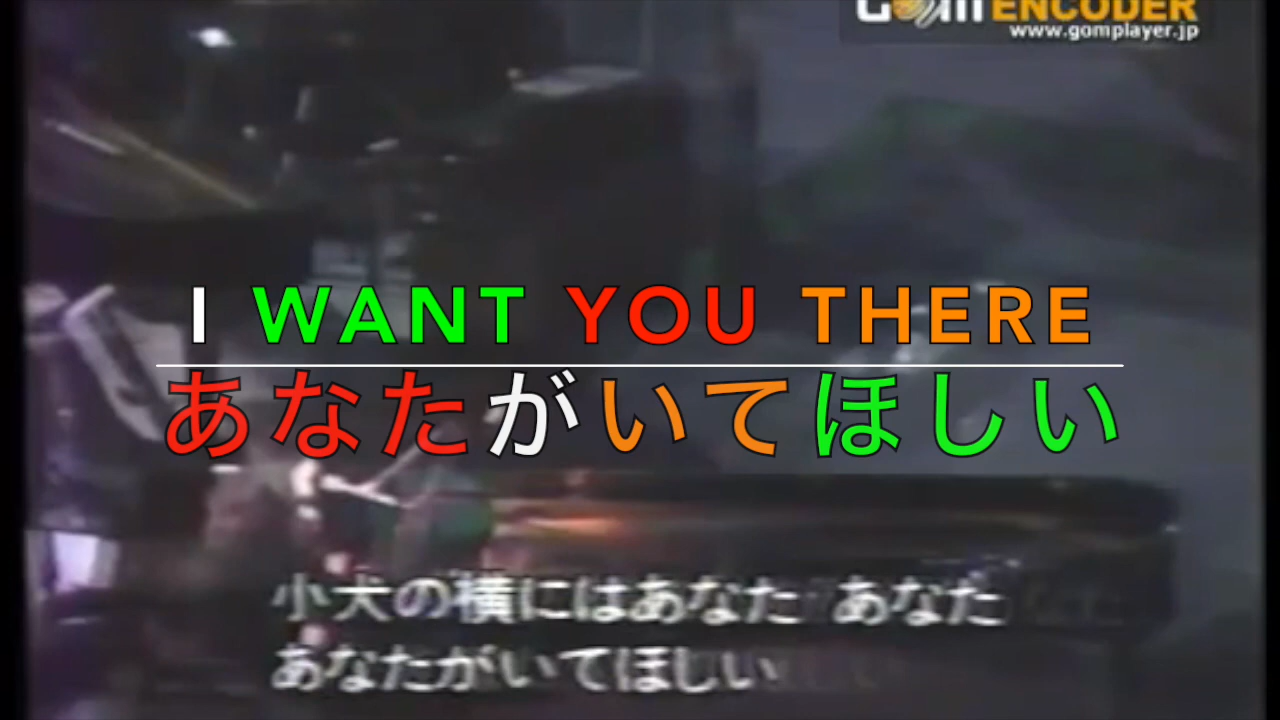 GOM ENCODER
www.gomplayer.jp
I WANT YOU THERE
あなたがいてほしい
小犬の横にはあなた あなた
あなたがいてほしい